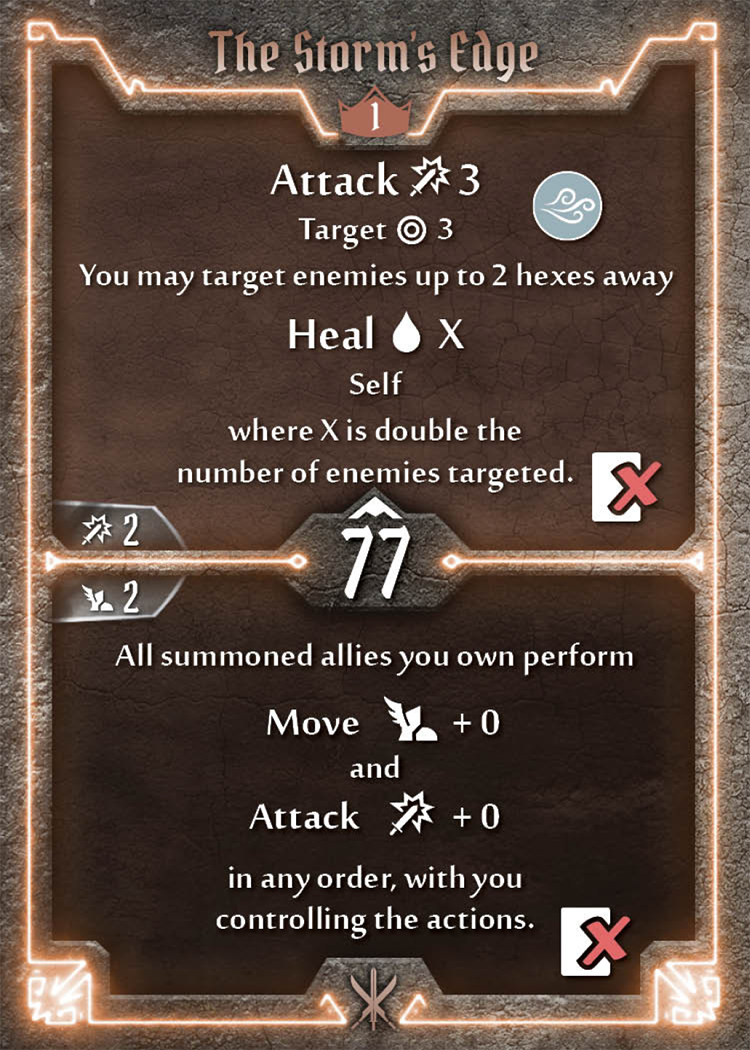 The Storm's Edge
1
Attack 3
Target 3
You may target enemies up to 2 hexes away
Heal X
Self
where X is double the
number of enemies targeted.
2
77
2
All summoned allies you own perform
Move + 0
and
Attack + 0
in any order, with you
controlling the actions.